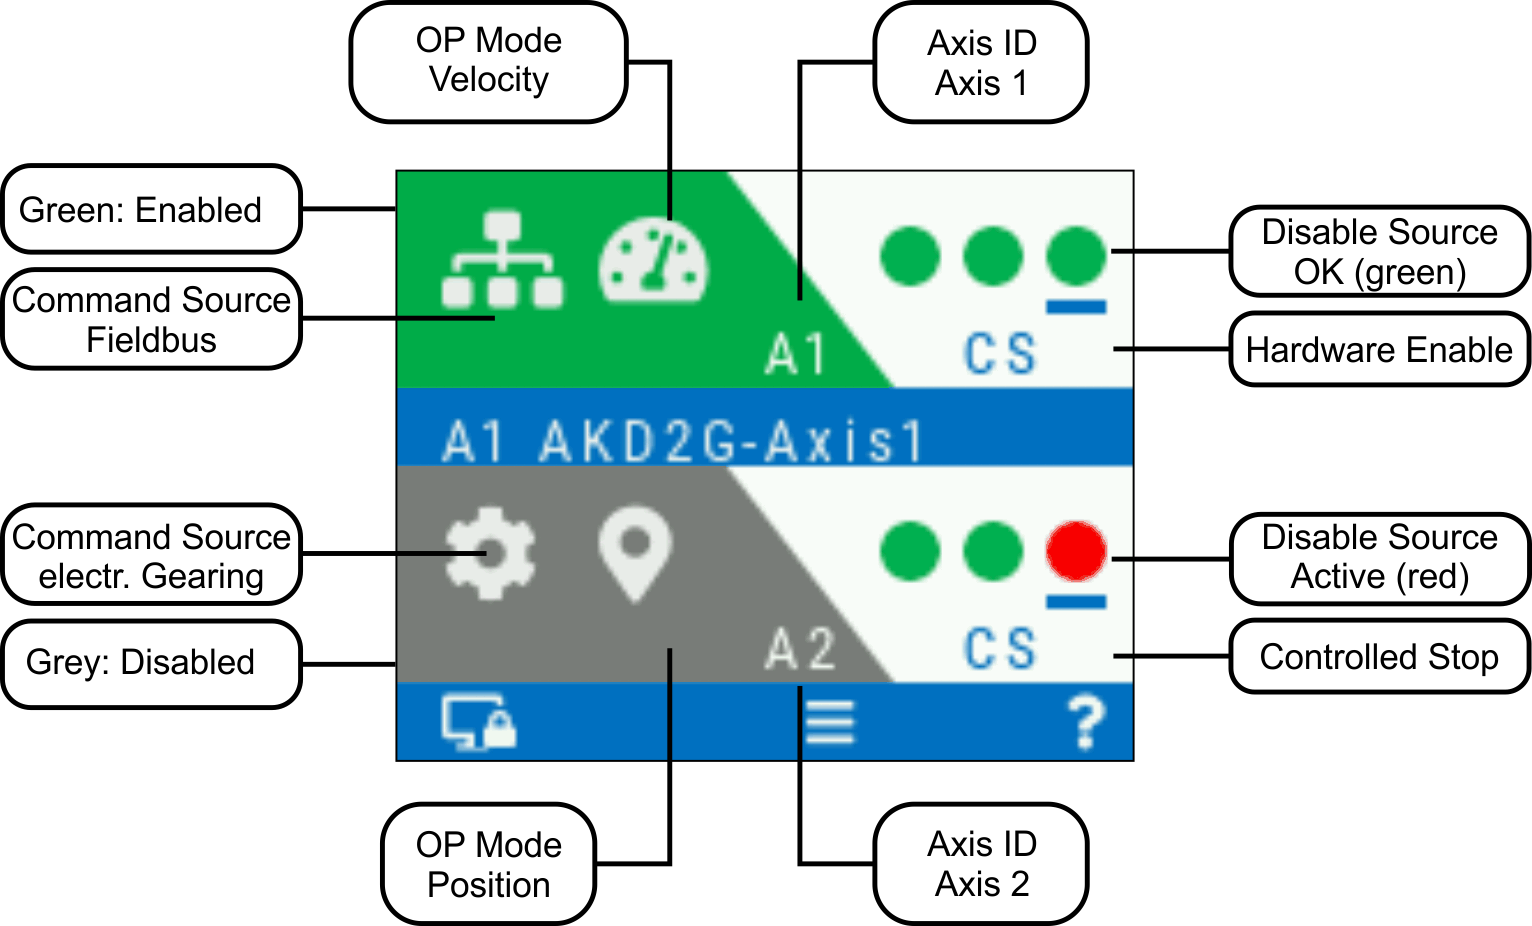 OP Mode
Velocity
Axis ID
Axis 1
Green: Enabled
Command Source
Fieldbus
A1
CS
Disable Source
OK (green)
Hardware Enable
A1 AKD2G-Axis1
Command Source
electr. Gearing
Grey: Disabled
A2
CS
Disable Source
Active (red)
Controlled Stop
?
OP Mode
Position
Axis ID
Axis 2